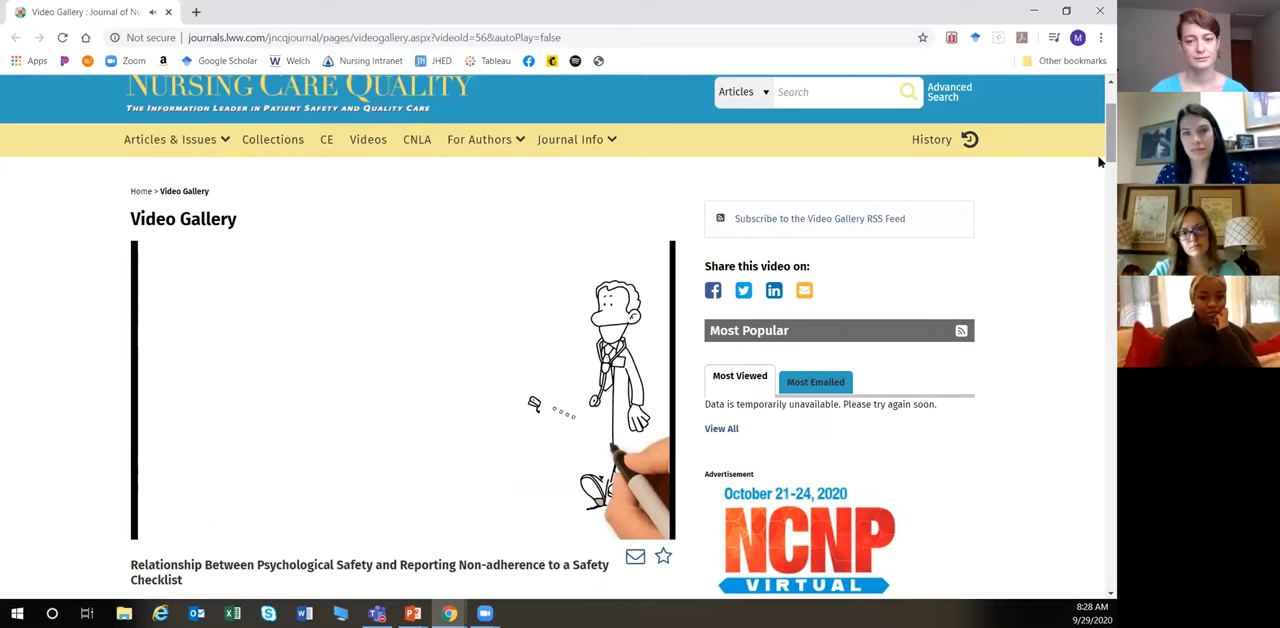 Video Gallery : Journal of Nu
Not secure | journals.lww.com/jncqjournal/pages/videogallery.aspx?videoId=56&autoPlay=false
M
Apps Zoom Google Scholar Welch Nursing Intranet JHED Tableau Other bookmarks
NURSING CARE QUALITY
THE INFORMATION LEADER IN PATIENT SAFETY AND QUALITY CARE
Articles Search Advanced
Search
Articles & Issues Collections CE Videos CNLA For Authors Journal Info History
Home > Video Gallery
Video Gallery
Subscribe to the Video Gallery RSS Feed
Share this video on:
Most Popular
Most Viewed Most Emailed
Data is temporarily unavailable. Please try again soon.
View All
Advertisement
October 21-24, 2020
NCNP
VIRTUAL
Relationship Between Psychological Safety and Reporting Non-adherence to a Safety
Checklist
8:28 AM
9/29/2020